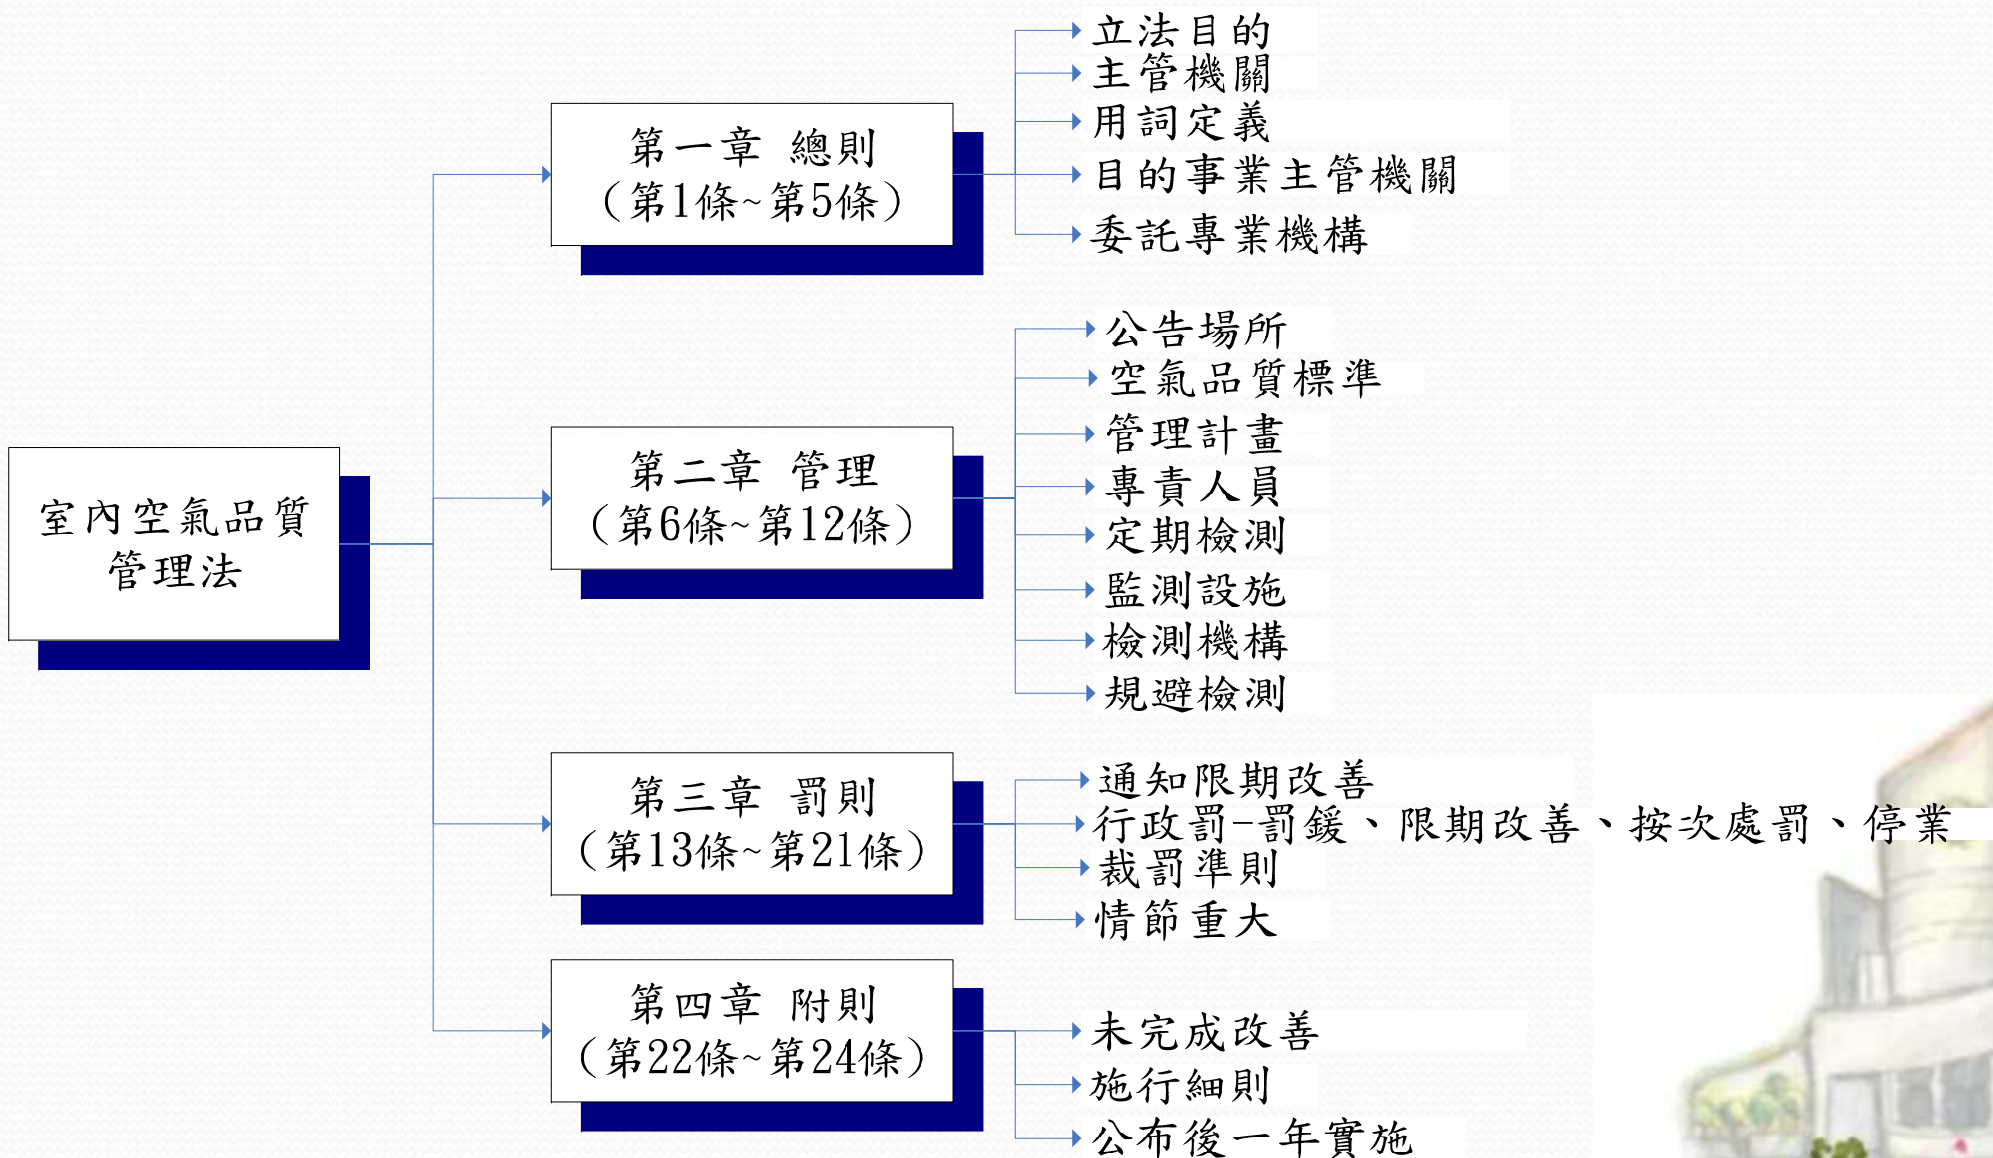 室內空氣品質
管理法
第一章 總則
（第1條~第5條）
立法目的
主管機關
用詞定義
目的事業主管機關
委託專業機構
第二章 管理
（第6條~第12條）
公告場所
空氣品質標準
管理計畫
專責人員
定期檢測
監測設施
檢測機構
規避檢測
第三章 罰則
（第13條~第21條）
通知限期改善
行政罰-罰鍰、限期改善、按次處罰、停業
裁罰準則
情節重大
第四章 附則
（第22條~第24條）
未完成改善
施行細則
公布後一年實施